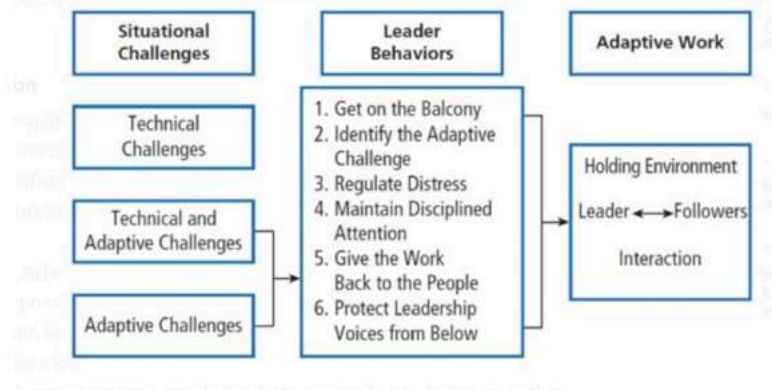 Situational
Challenges
Leader
Behaviors
Adaptive Work
Technical
Challenges
Technical and
Adaptive Challenges
Adaptive Challenges
1. Get on the Balcony
2. Identify the Adaptive
Challenge
3. Regulate Distress
4. Maintain Disciplined
Attention
5. Give the Work
Back to the People
6. Protect Leadership
Voices from Below
Holding Environment
Leader ↔ Followers
Interaction